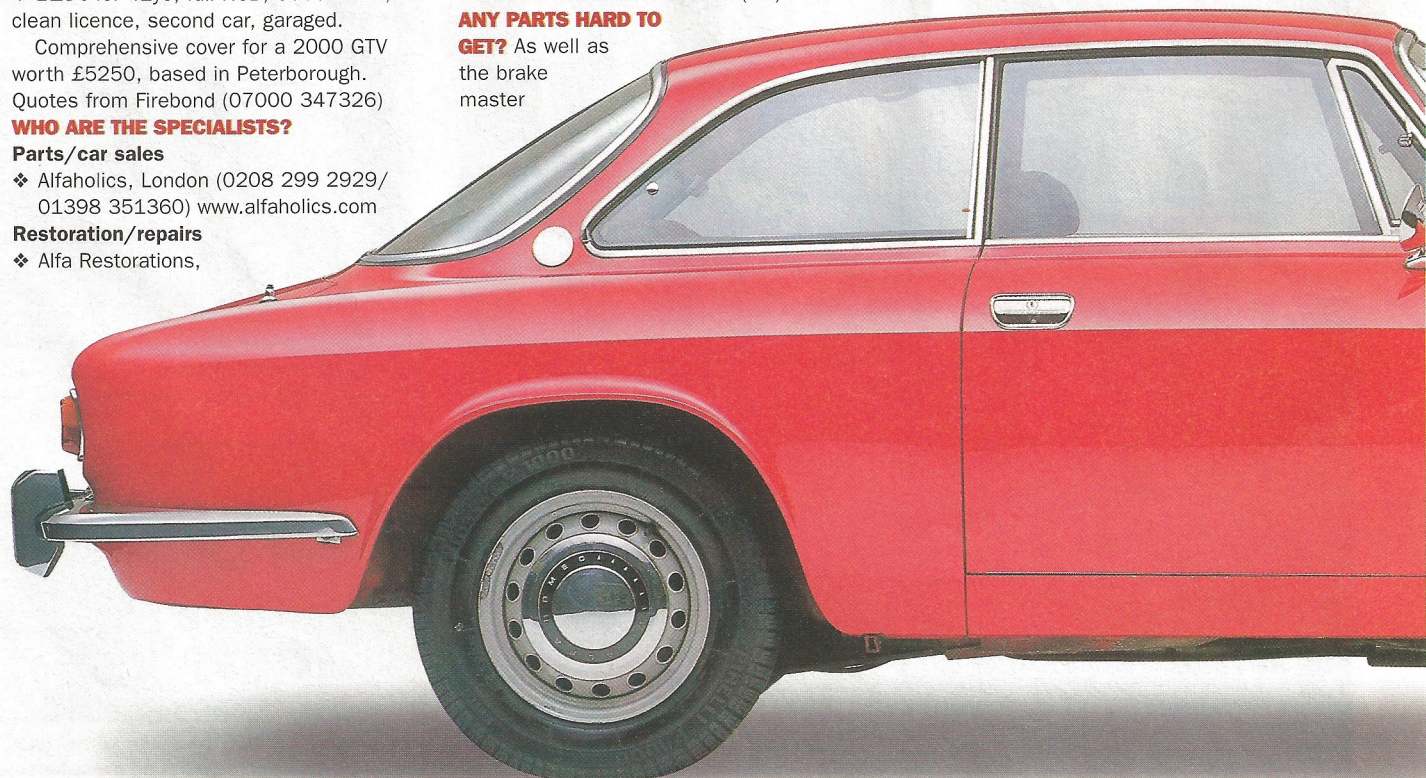 clean licence, second car, garaged.
Comprehensive cover for a 2000 GTV
worth £5250, based in Peterborough.
Quotes from Firebond (07000 347326)
WHO ARE THE SPECIALISTS?
Parts/car sales
❖ Alfaholics, London (0208 299 2929/
01398 351360) www.alfaholics.com
Restoration/repairs
❖ Alfa Restorations,
ANY PARTS HARD TO
GET? As well as
the brake
master
1000